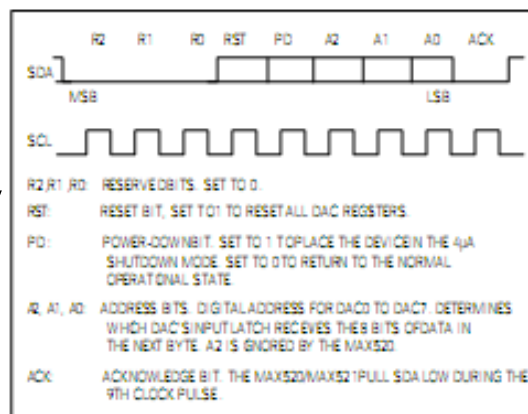 R2 R1 R0 RST PD A2 A1 A0 ACK
SDA
MSB LSB
SCL
R2,R1,R0: RESERVED BITS. SET TO 0.
RST: RESET BIT, SET TO 1 TO RESET ALL DAC REGISTERS.
PD: POWER-DOWN BIT. SET TO 1 TO PLACE THE DEVICE IN THE 4µA
SHUTDOWN MODE. SET TO 0 TO RETURN TO THE NORMAL
OPERATIONAL STATE.
A2, A1, A0: ADDRESS BITS. DIGITAL ADDRESS FOR DAC0 TO DAC7. DETERMINES
WHICH DAC'S INPUT LATCH RECEIVES THE 8 BITS OF DATA IN
THE NEXT BYTE. A2 IS IGNORED BY THE MAX520.
ACK: ACKNOWLEDGE BIT. THE MAX520/MAX521 PULL SDA LOW DURING THE
9TH CLOCK PULSE.